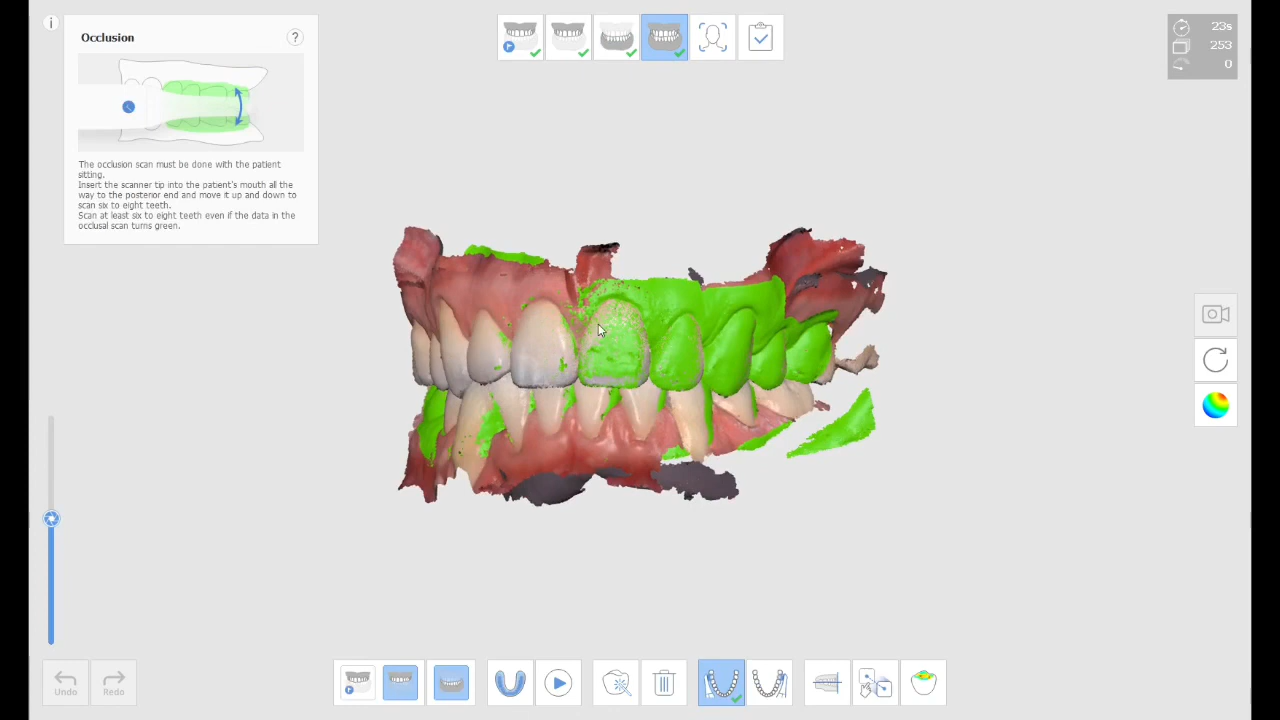 i
Occlusion
?
The occlusion scan must be done with the patient
sitting.
Insert the scanner tip into the patient's mouth all the
way to the posterior end and move it up and down to
scan six to eight teeth.
Scan at least six to eight teeth even if the data in the
occlusal scan turns green.
23s
253
0
Undo
Redo